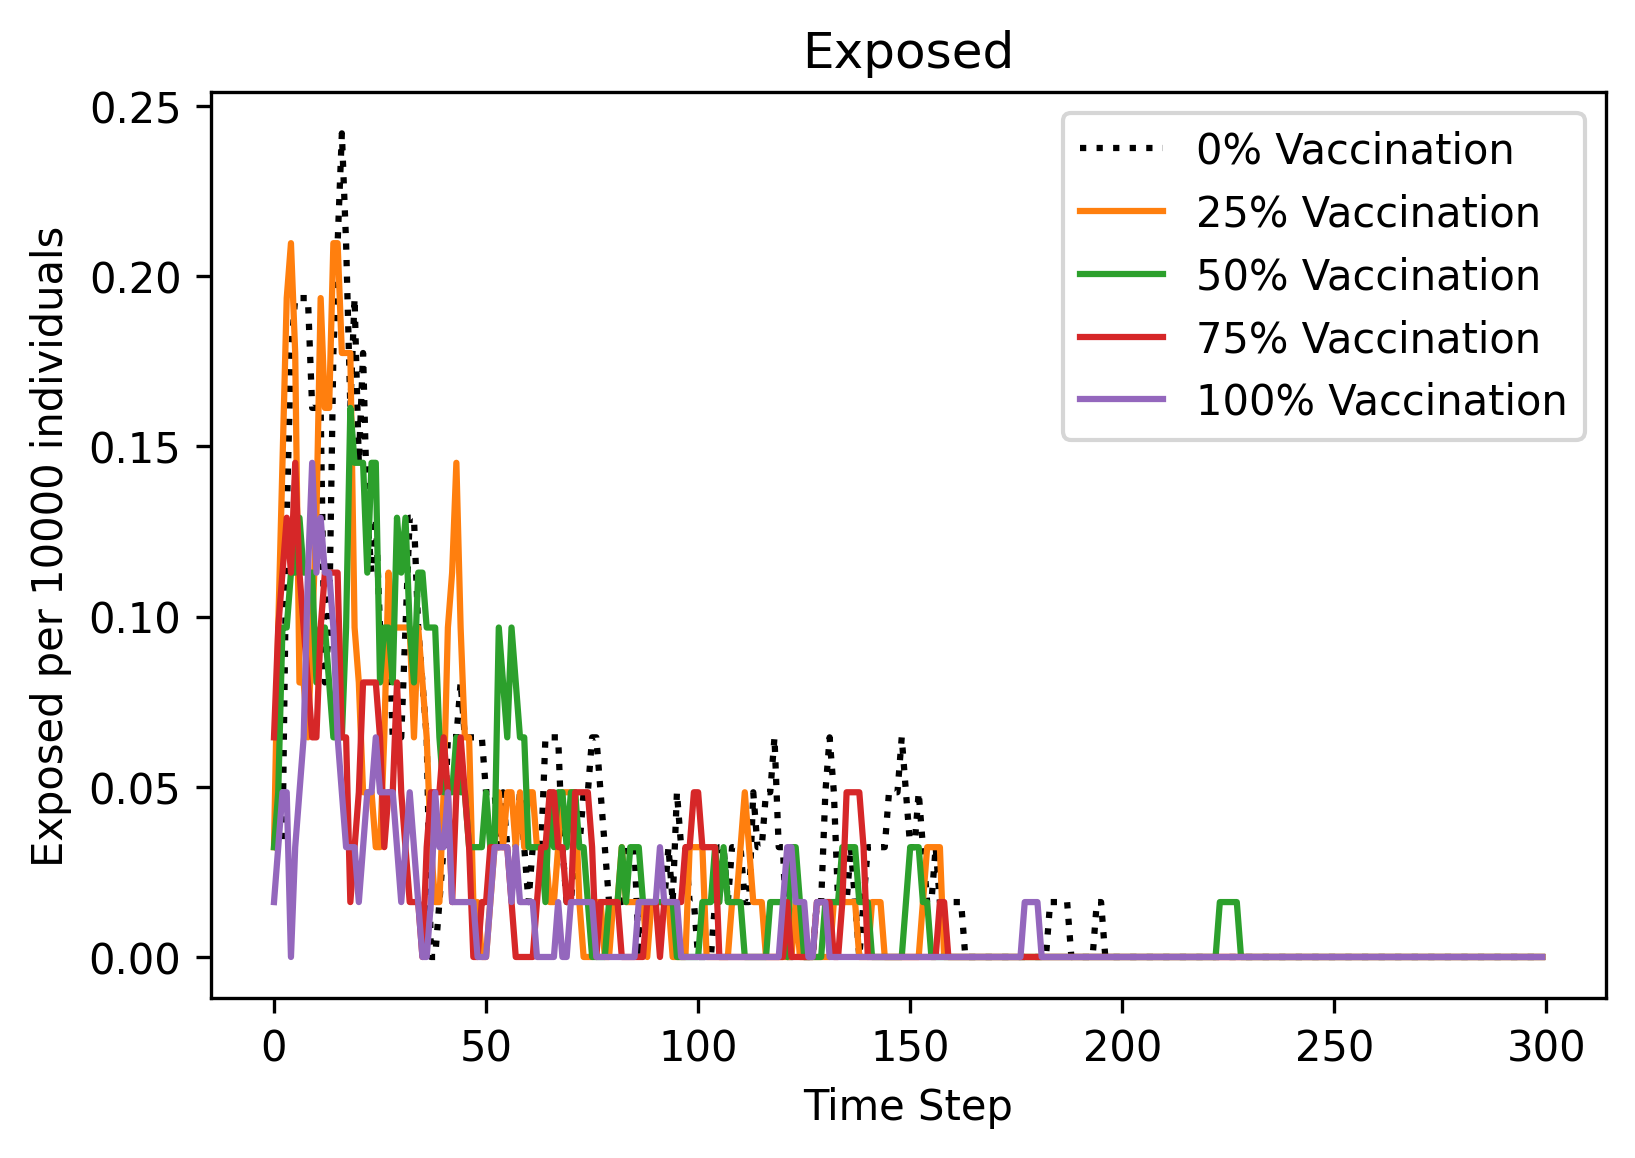 Exposed
Exposed per 10000 individuals
0.25
0.20
0.15
0.10
0.05
0.00
0% Vaccination
25% Vaccination
50% Vaccination
75% Vaccination
100% Vaccination
0 50 100 150 200 250 300
Time Step